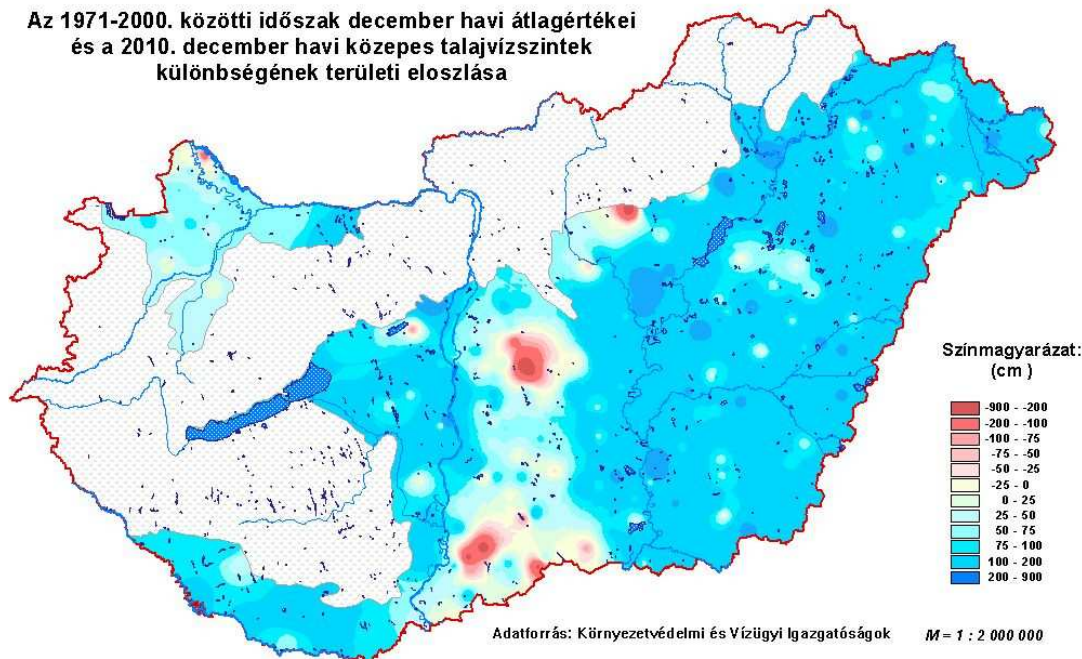 Az 1971-2000. közötti időszak december havi átlagértékei
és a 2010. december havi közepes talajvízszintek
különbségének területi eloszlása
Színmagyarázat:
(cm )
-900 - -200
-200 - -100
-100 - -75
-75 - -50
-50 - -25
-25 - 0
0 - 25
25 - 50
50 - 75
75 - 100
100 - 200
200 - 900
Adatforrás: Környezetvédelmi és Vízügyi Igazgatóságok
M = 1 : 2 000 000